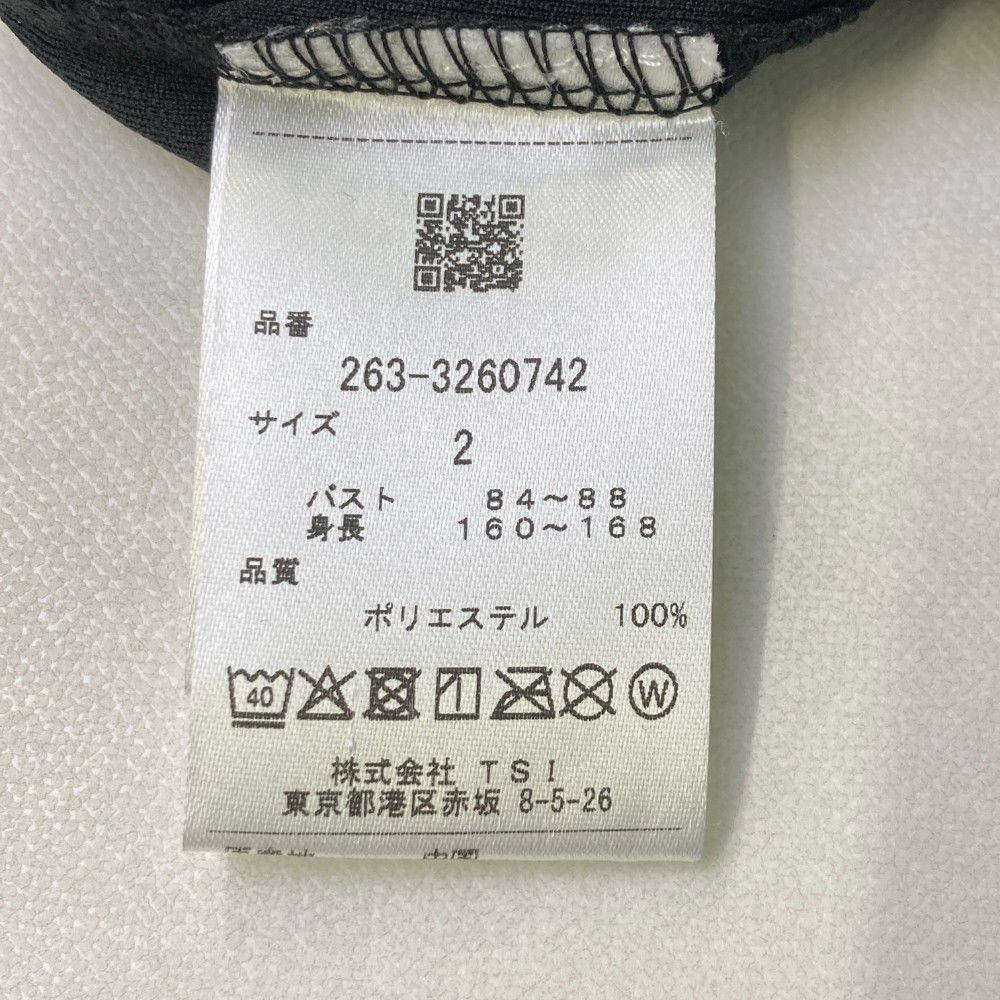 品番
263-3260742
サイズ
2
バスト 84～88
身長 160～168
品質
ポリエステル 100%
40 W
株式会社 TSI
東京都港区赤坂 8-5-26